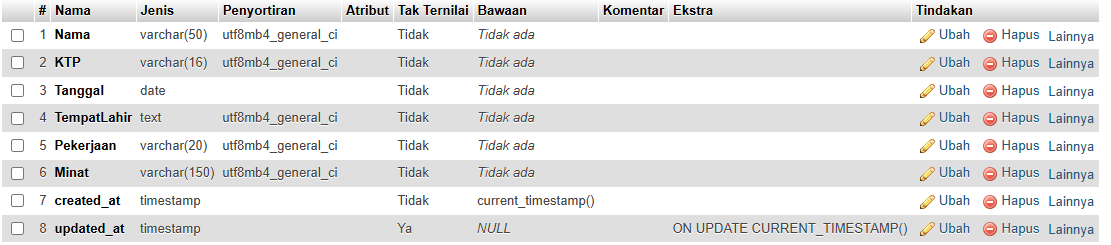 # Nama Jenis Penyortiran Atribut Tak Ternilai Bawaan Komentar Ekstra Tindakan
1 Nama varchar(50) utf8mb4_general_ci Tidak Tidak ada Ubah Hapus Lainnya
2 KTP varchar(16) utf8mb4_general_ci Tidak Tidak ada Ubah Hapus Lainnya
3 Tanggal date Tidak Tidak ada Ubah Hapus Lainnya
4 TempatLahir text utf8mb4_general_ci Tidak Tidak ada Ubah Hapus Lainnya
5 Pekerjaan varchar(20) utf8mb4_general_ci Tidak Tidak ada Ubah Hapus Lainnya
6 Minat varchar(150) utf8mb4_general_ci Tidak Tidak ada Ubah Hapus Lainnya
7 created_at timestamp Tidak current_timestamp() Ubah Hapus Lainnya
8 updated_at timestamp Ya NULL ON UPDATE CURRENT_TIMESTAMP() Ubah Hapus Lainnya